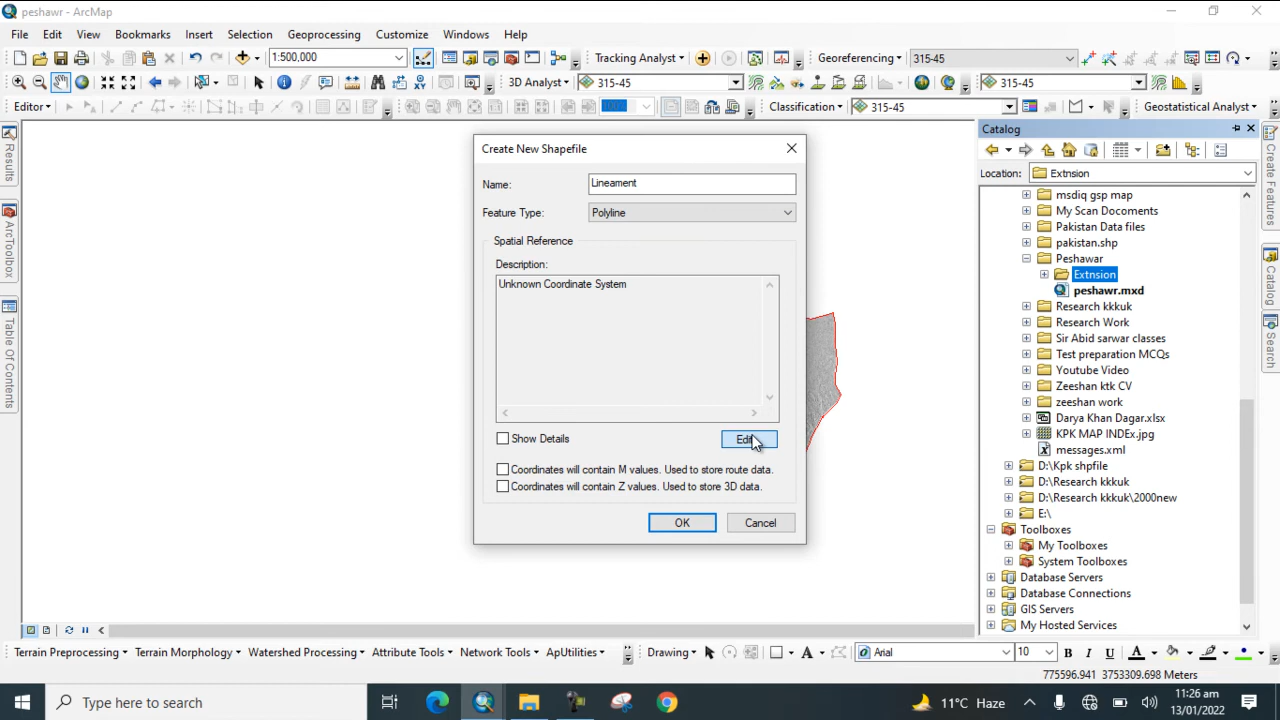 peshawr - ArcMap
File Edit View Bookmarks Insert Selection Geoprocessing Customize Windows Help
1:500,000 Tracking Analyst Georeferencing 315-45
3D Analyst 315-45 315-45
Editor Classification 315-45 Geostatistical Analyst
Results
ArcToolbox
Table Of Contents
Create New Shapefile
Name: Lineament
Feature Type: Polyline
Spatial Reference
Description:
Unknown Coordinate System
Show Details
Coordinates will contain M values. Used to store route data.
Coordinates will contain Z values. Used to store 3D data.
OK Cancel
Catalog
Location: Extnsion
msdiq gsp map
My Scan Docoments
Pakistan Data files
pakistan.shp
Peshawar
Extnsion
peshawr.mxd
Research kkkuk
Research Work
Sir Abid sarwar classes
Test preparation MCQs
Youtube Video
Zeeshan ktk CV
zeeshan work
Darya Khan Dagar.xlsx
KPK MAP INDEx.jpg
messages.xml
D:\Kpk shpfile
D:\Research kkkuk
D:\Research kkkuk\2000new
E:\
Toolboxes
My Toolboxes
System Toolboxes
Database Servers
Database Connections
GIS Servers
My Hosted Services
Create Features
Catalog
Search
Terrain Preprocessing Terrain Morphology Watershed Processing Attribute Tools Network Tools ApUtilities Drawing A Arial 10 B I U A
775596.941 3753309.698 Meters
Type here to search
11°C Haze
11:26 am
13/01/2022